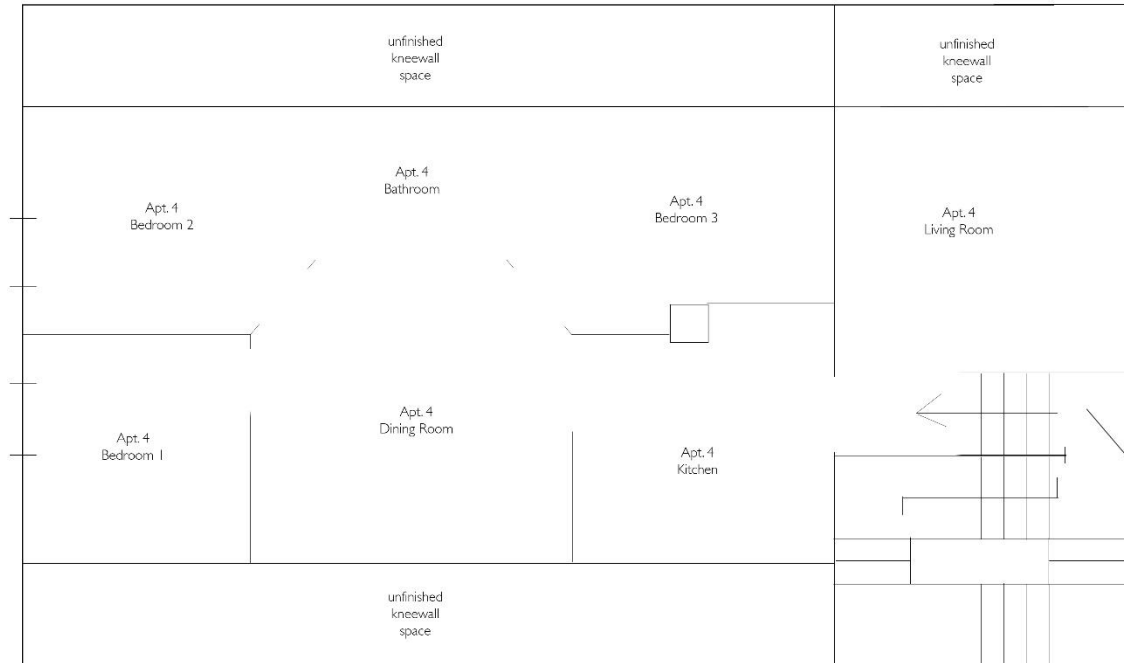 unfinished
kneewall
space
unfinished
kneewall
space
Apt. 4
Bathroom
Apt. 4
Bedroom 2
Apt. 4
Bedroom 3
Apt. 4
Living Room
Apt. 4
Dining Room
Apt. 4
Bedroom 1
Apt. 4
Kitchen
unfinished
kneewall
space